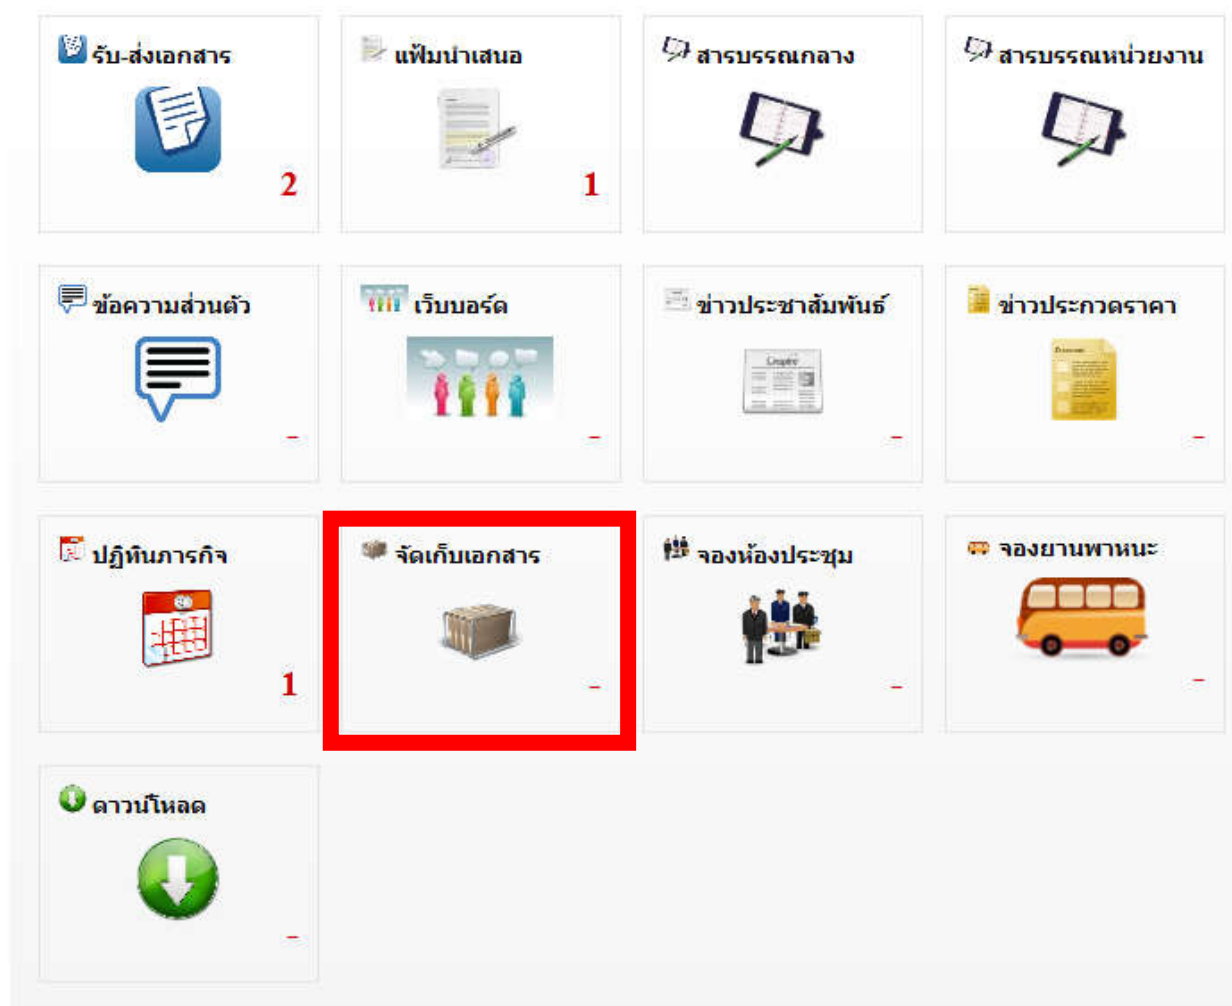 รับ-ส่งเอกสาร
2
แฟ้มนำเสนอ
1
สารบรรณกลาง
สารบรรณหน่วยงาน
ข้อความส่วนตัว
-
เว็บบอร์ด
-
ข่าวประชาสัมพันธ์
-
ข่าวประกวดราคา
-
ปฏิทินภารกิจ
1
จัดเก็บเอกสาร
-
จองห้องประชุม
-
จองยานพาหนะ
-
ดาวน์โหลด
-